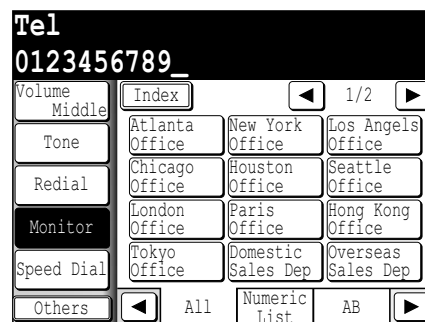 Tel
0123456789_
Volume
Middle
Index
1/2
Tone
Atlanta
Office
New York
Office
Los Angels
Office
Redial
Chicago
Office
Houston
Office
Seattle
Office
Monitor
London
Office
Paris
Office
Hong Kong
Office
Speed Dial
Tokyo
Office
Domestic
Sales Dep
Overseas
Sales Dep
Others
All
Numeric
List
AB